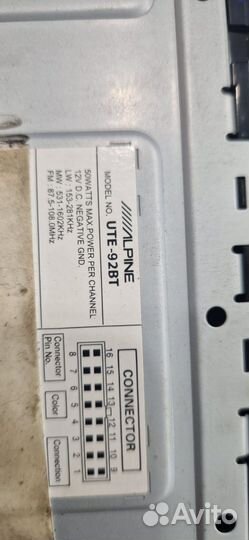 ALPINE
MODEL NO. UTE-92BT
50WATTS MAX.POWER PER CHANNEL
12V D.C. NEGATIVE GND.
LW : 153-281KHz
MW : 531-1602KHz
FM : 87.5-108.0MHz
CONNECTOR
16 15 14 13 12 11 10 9
8 7 6 5 4 3 2 1
Connector Pin No.
Color
Connection
Avito